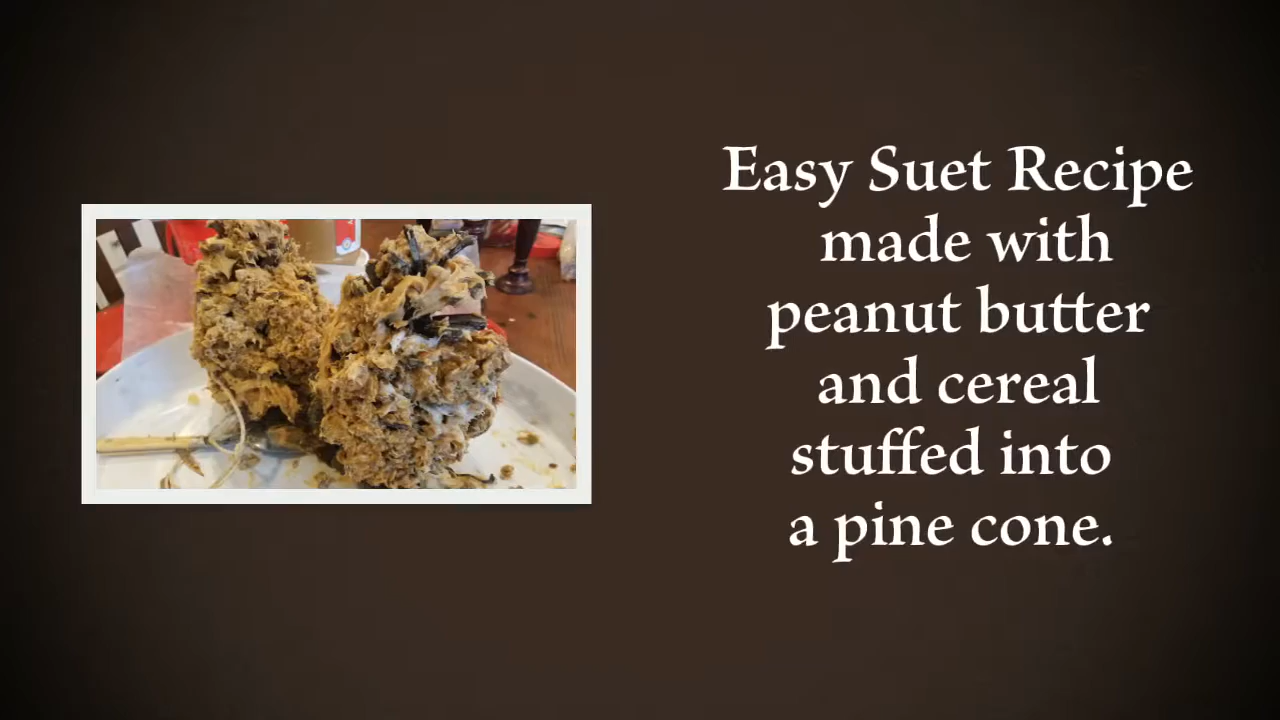 Easy Suet Recipe
made with
peanut butter
and cereal
stuffed into
a pine cone.